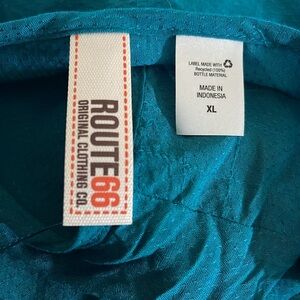 ROUTE66
ORIGINAL CLOTHING CO.
LABEL MADE WITH
Recycled (100%)
BOTTLE MATERIAL
MADE IN
INDONESIA
XL